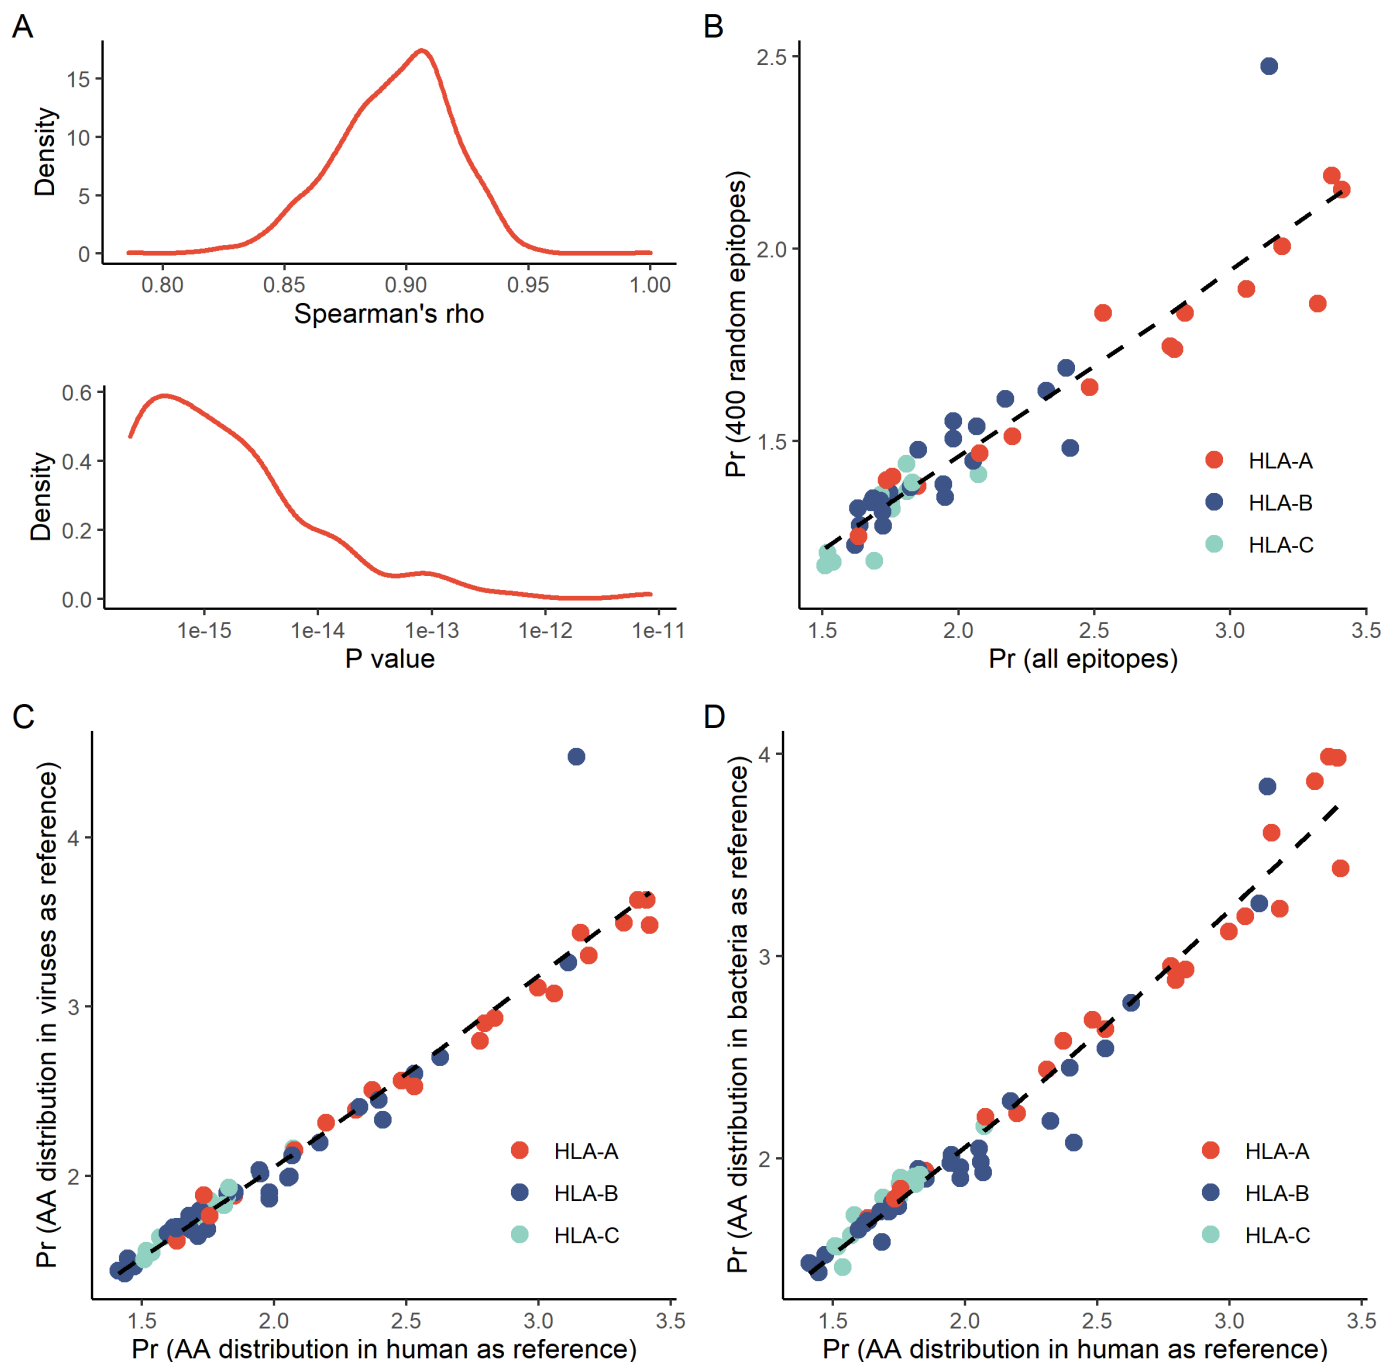 A
Density
15
10
5
0
0.80 0.85 0.90 0.95 1.00
Spearman's rho
Density
0.6
0.4
0.2
0.0
1e-15 1e-14 1e-13 1e-12 1e-11
P value
B
Pr (400 random epitopes)
2.5
2.0
1.5
HLA-A
HLA-B
HLA-C
1.5 2.0 2.5 3.0 3.5
Pr (all epitopes)
C
Pr (AA distribution in viruses as reference)
4
3
2
HLA-A
HLA-B
HLA-C
1.5 2.0 2.5 3.0 3.5
Pr (AA distribution in human as reference)
D
Pr (AA distribution in bacteria as reference)
4
3
2
HLA-A
HLA-B
HLA-C
1.5 2.0 2.5 3.0 3.5
Pr (AA distribution in human as reference)